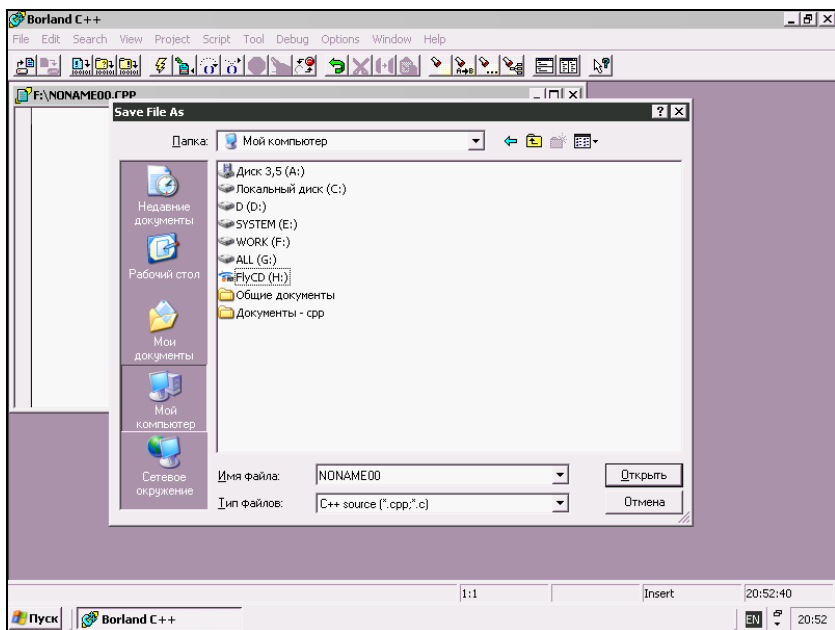 Borland C++
File Edit Search View Project Script Tool Debug Options Window Help
F:\NONAME00.CPP
Save File As
Папка: Мой компьютер
Диск 3,5 (A:)
Локальный диск (C:)
D (D:)
SYSTEM (E:)
WORK (F:)
ALL (G:)
FlyCD (H:)
Общие документы
Документы - cpp
Недавние
документы
Рабочий стол
Мои
документы
Мой
компьютер
Сетевое
окружение
Имя файла: NONAME00 Открыть
Тип файлов: C++ source (*.cpp;*.c) Отмена
1:1 Insert 20:52:40
Пуск Borland C++ EN 20:52